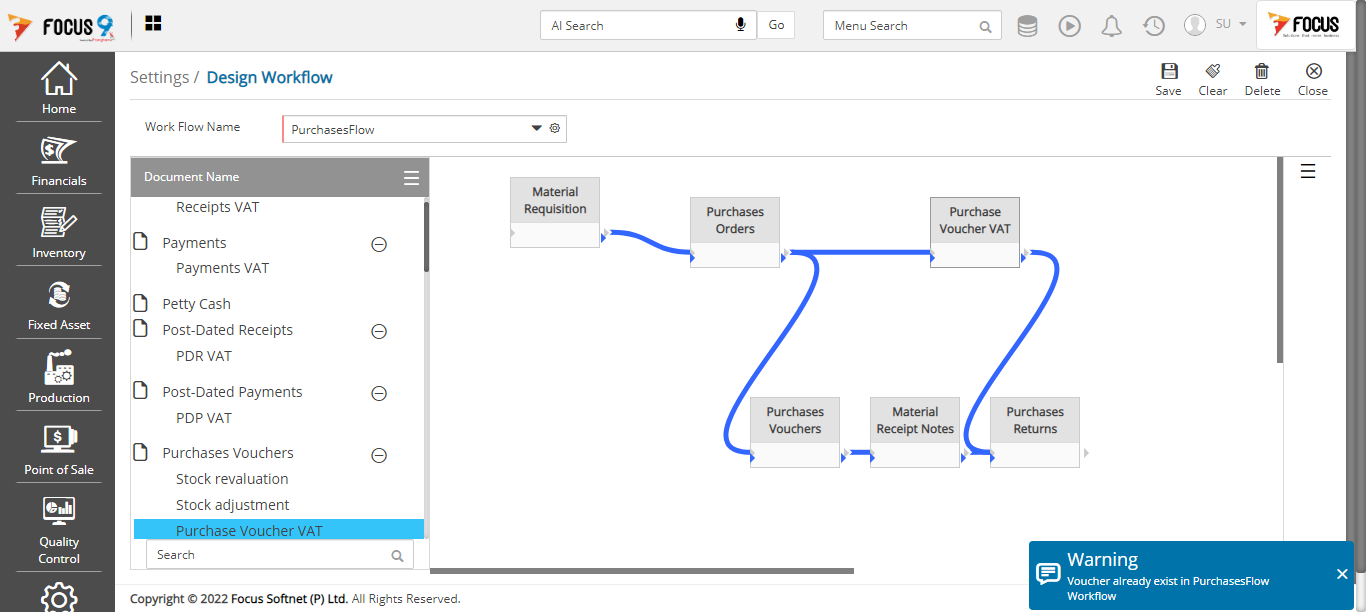 FOCUS 9
AI Search
Go
Menu Search
SU
FOCUS
Home
Financials
Inventory
Fixed Asset
Production
Point of Sale
Quality
Control
Settings / Design Workflow
Save
Clear
Delete
Close
Work Flow Name
PurchasesFlow
Document Name
Receipts VAT
Payments
Payments VAT
Petty Cash
Post-Dated Receipts
PDR VAT
Post-Dated Payments
PDP VAT
Purchases Vouchers
Stock revaluation
Stock adjustment
Purchase Voucher VAT
Search
Material
Requisition
Purchases
Orders
Purchase
Voucher VAT
Purchases
Vouchers
Material
Receipt Notes
Purchases
Returns
Warning
Voucher already exist in PurchasesFlow
Workflow
Copyright © 2022 Focus Softnet (P) Ltd. All Rights Reserved.